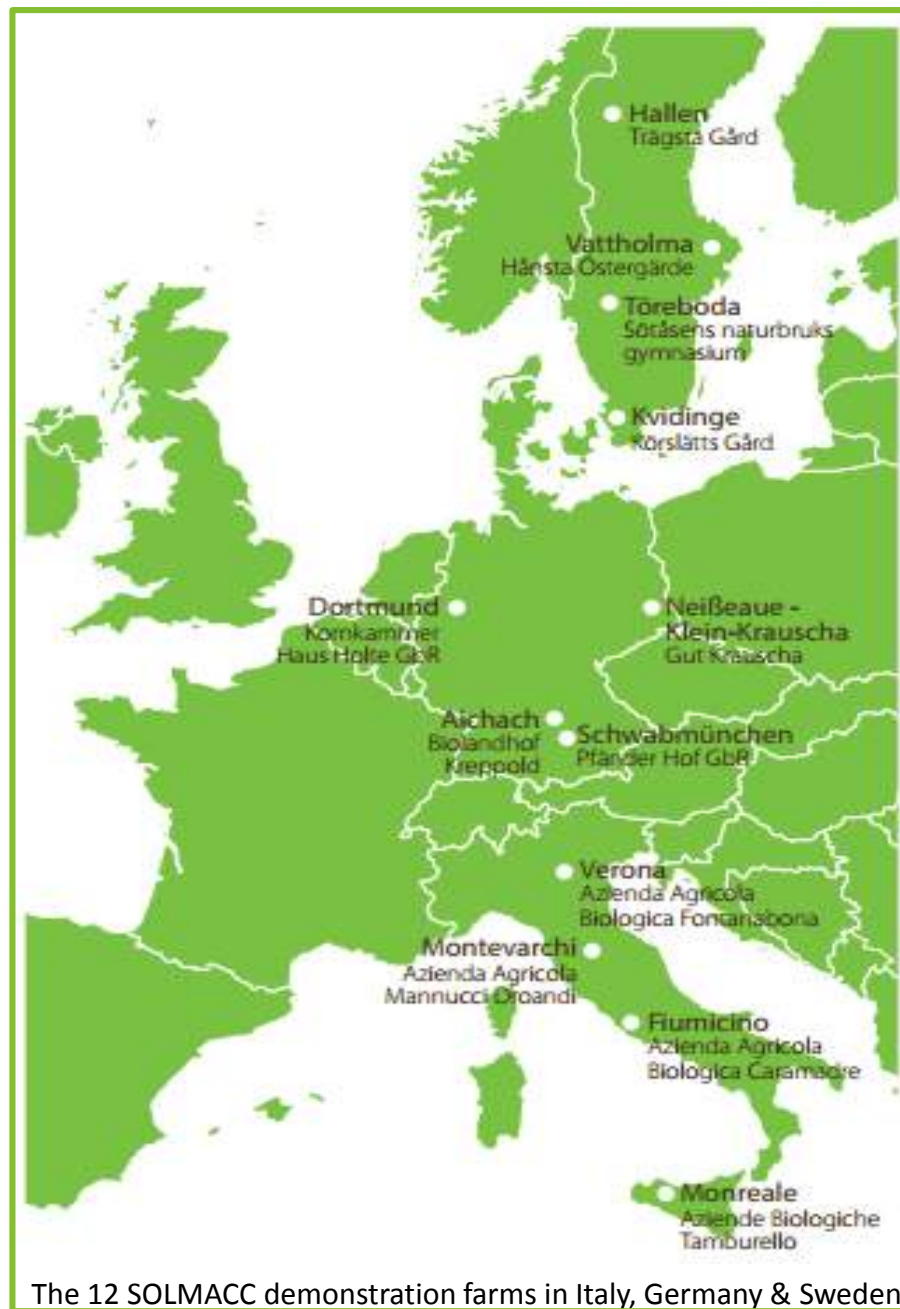 Hallen
Trägsta Gård
Vattholma
Hånsta Östergärde
Töreboda
Sötåsens naturbruks
gymnasium
Kvidinge
Körslätts Gård
Dortmund
Kornkammer
Haus Holte GbR
Neißeaue -
Klein-Krauscha
Gut Krauscha
Aichach
Biolandhof
Kreppold
Schwabmünchen
Pfänder Hof GbR
Verona
Azienda Agricola
Biologica Fontanabona
Montevarchi
Azienda Agricola
Mannucci Droandi
Fiumicino
Azienda Agricola
Biologica Caramadre
Monreale
Aziende Biologiche
Tamburello
The 12 SOLMACC demonstration farms in Italy, Germany & Sweden